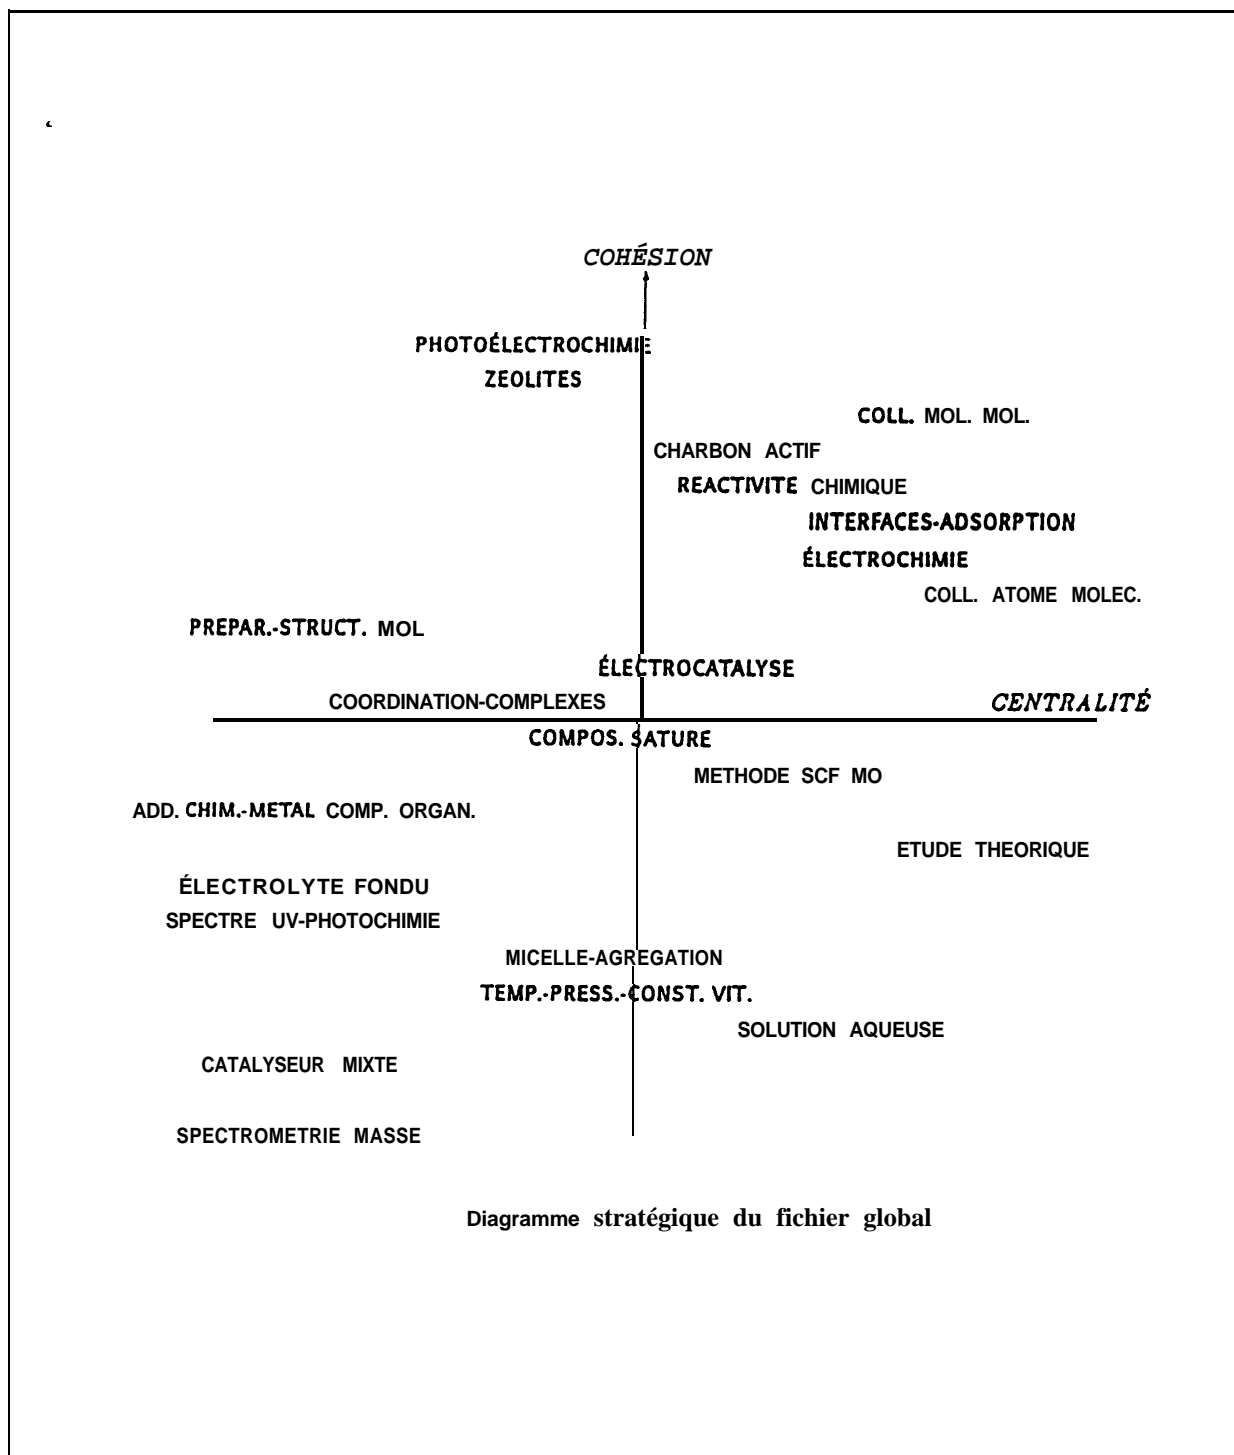 COHÉSION
PHOTOÉLECTROCHIMIE
ZEOLITES
COLL. MOL. MOL.
CHARBON ACTIF
REACTIVITE CHIMIQUE
INTERFACES-ADSORPTION
ÉLECTROCHIMIE
COLL. ATOME MOLEC.
PREPAR.-STRUCT. MOL
ÉLECTROCATALYSE
COORDINATION-COMPLEXES
CENTRALITÉ
COMPOS. SATURE
METHODE SCF MO
ADD. CHIM.-METAL COMP. ORGAN.
ETUDE THEORIQUE
ÉLECTROLYTE FONDU
SPECTRE UV-PHOTOCHIMIE
MICELLE-AGREGATION
TEMP.-PRESS.-CONST. VIT.
SOLUTION AQUEUSE
CATALYSEUR MIXTE
SPECTROMETRIE MASSE
Diagramme stratégique du fichier global